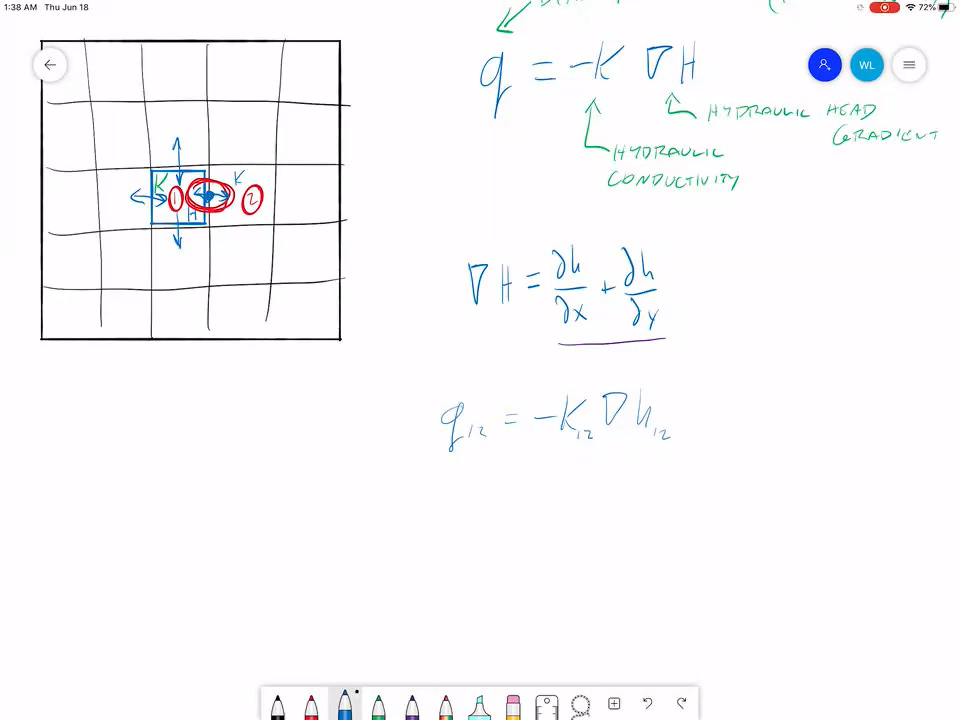 1:38 AM Thu Jun 18
72%
WL
q = -K ∇H
HYDRAULIC HEAD
GRADIENT
HYDRAULIC
CONDUCTIVITY
K
K
1
H
2
∇H = ∂h/∂x + ∂h/∂y
q₁₂ = -K₁₂ ∇h₁₂